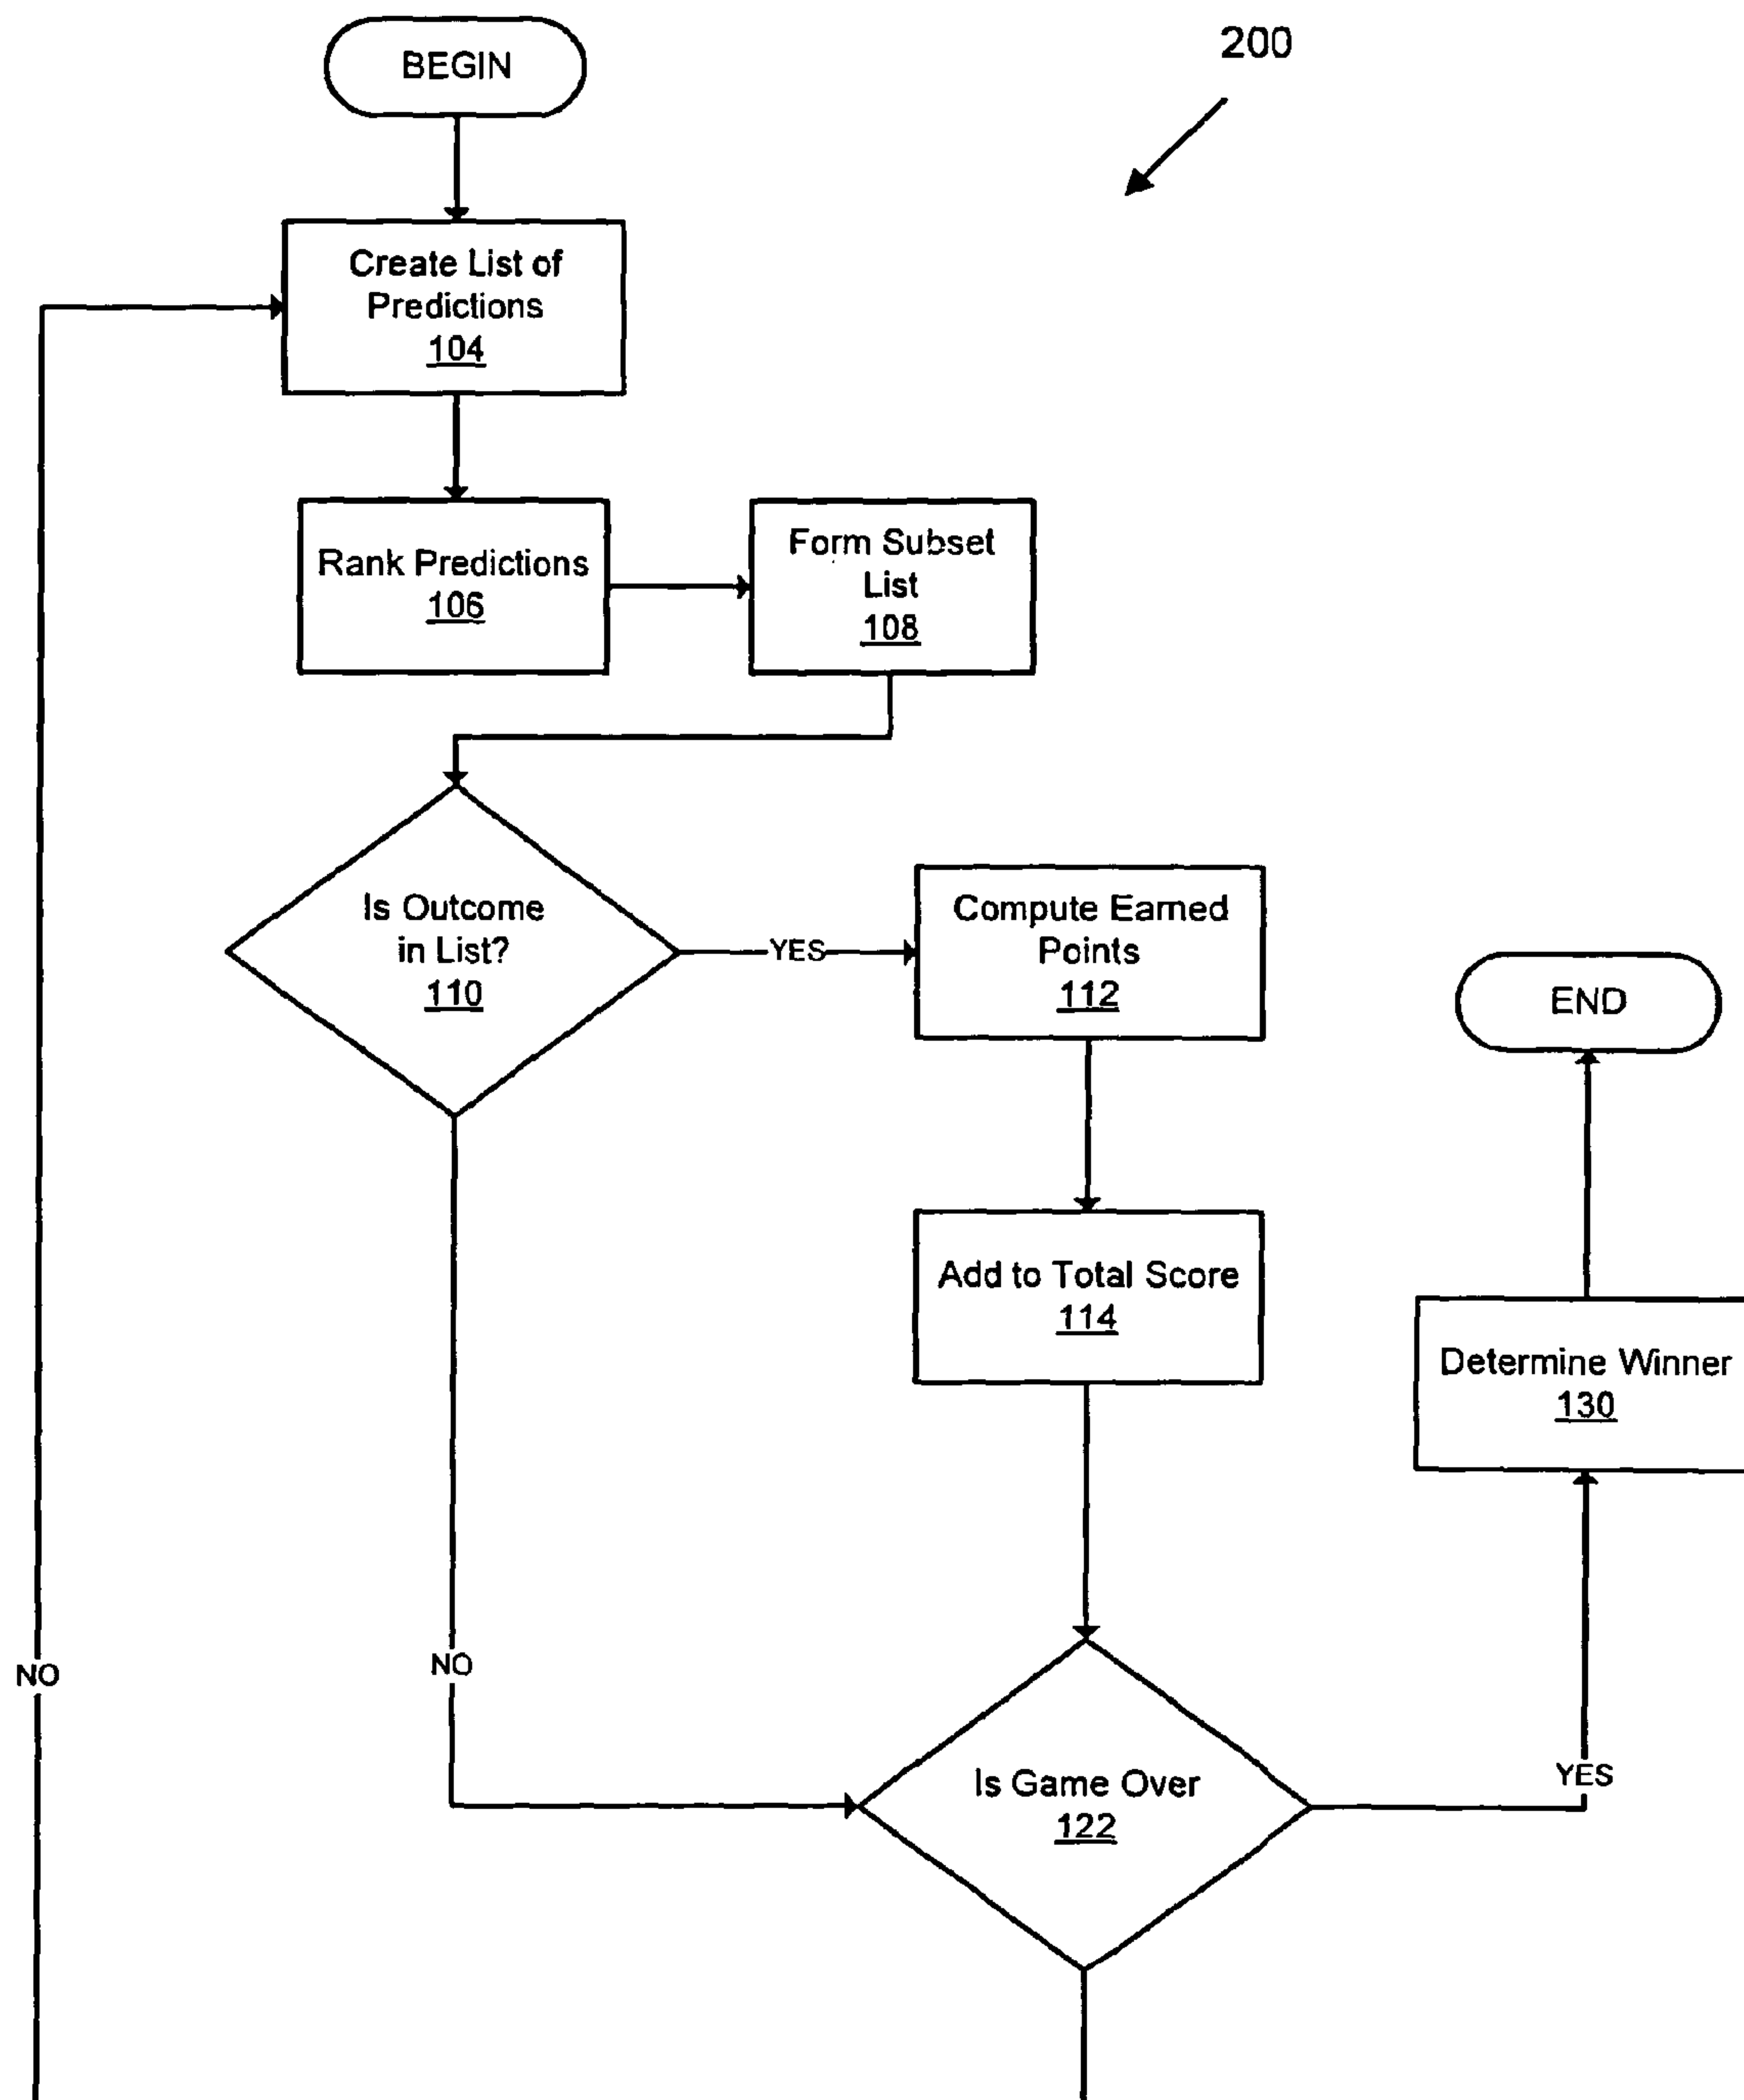 BEGIN
200
Create List of
Predictions
104
Rank Predictions
106
Form Subset
List
108
Is Outcome
in List?
110
YES
Compute Earned
Points
112
END
Add to Total Score
114
Determine Winner
130
NO
NO
Is Game Over
122
YES